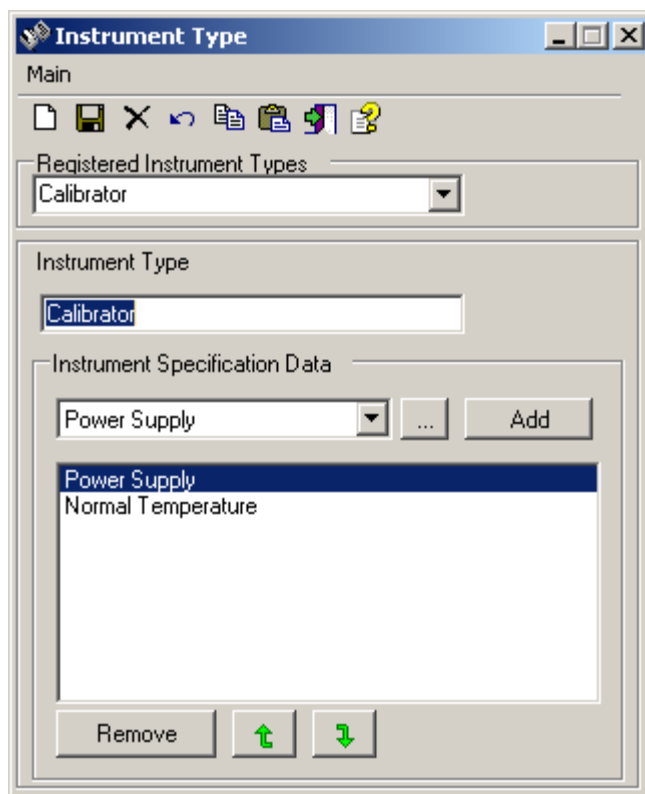 Instrument Type
Main
Registered Instrument Types
Calibrator
Instrument Type
Calibrator
Instrument Specification Data
Power Supply ... Add
Power Supply
Normal Temperature
Remove